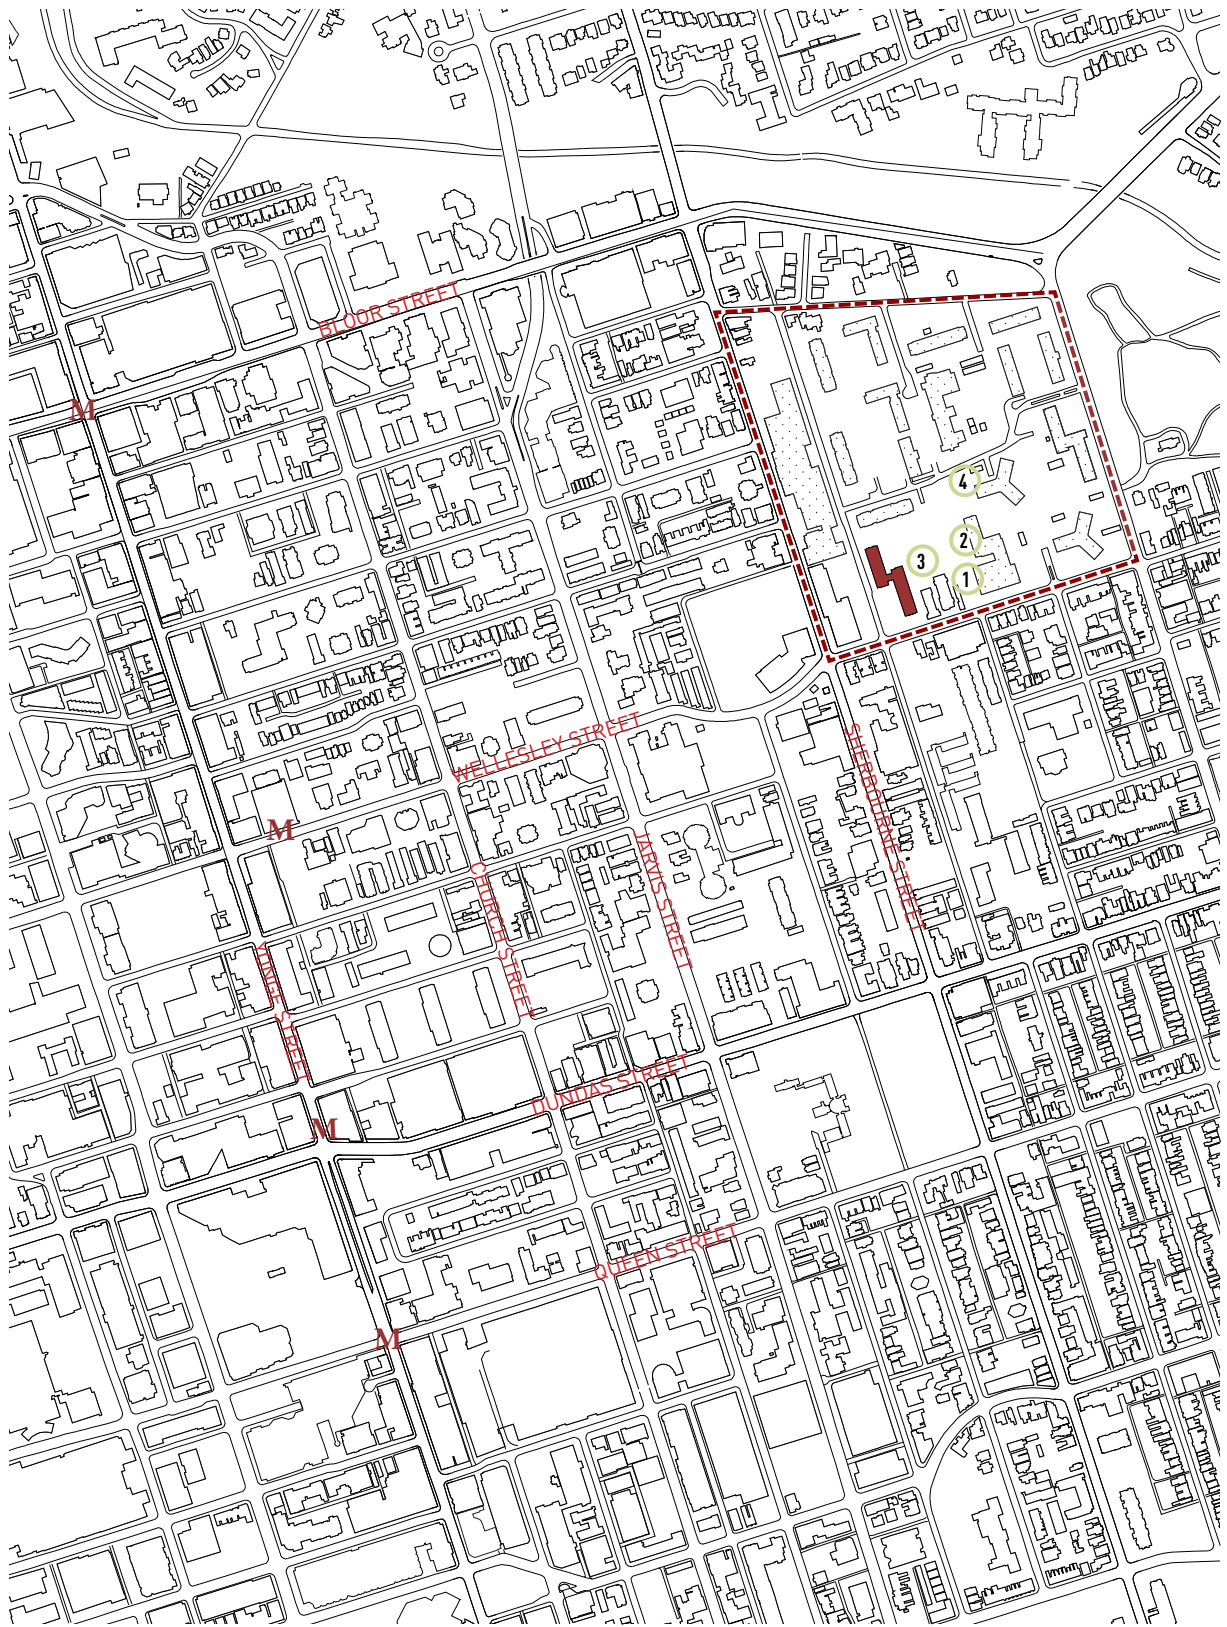 BLOOR STREET
M
4
2
3
1
WELLESLEY STREET
SHERBOURNE STREET
M
JARVIS STREET
CHURCH STREET
YONGE STREET
DUNDAS STREET
M
QUEEN STREET
M